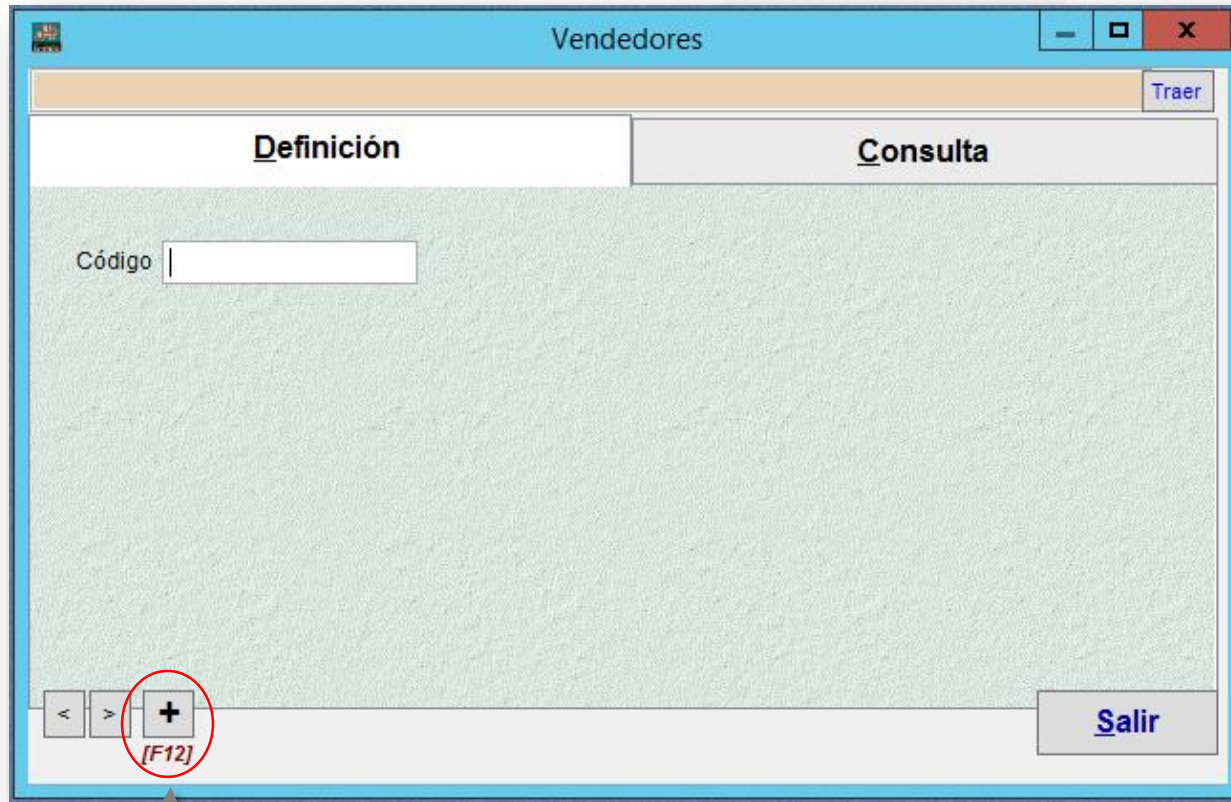 Vendedores
Traer
Definición
Consulta
Código
< > +
[F12]
Salir